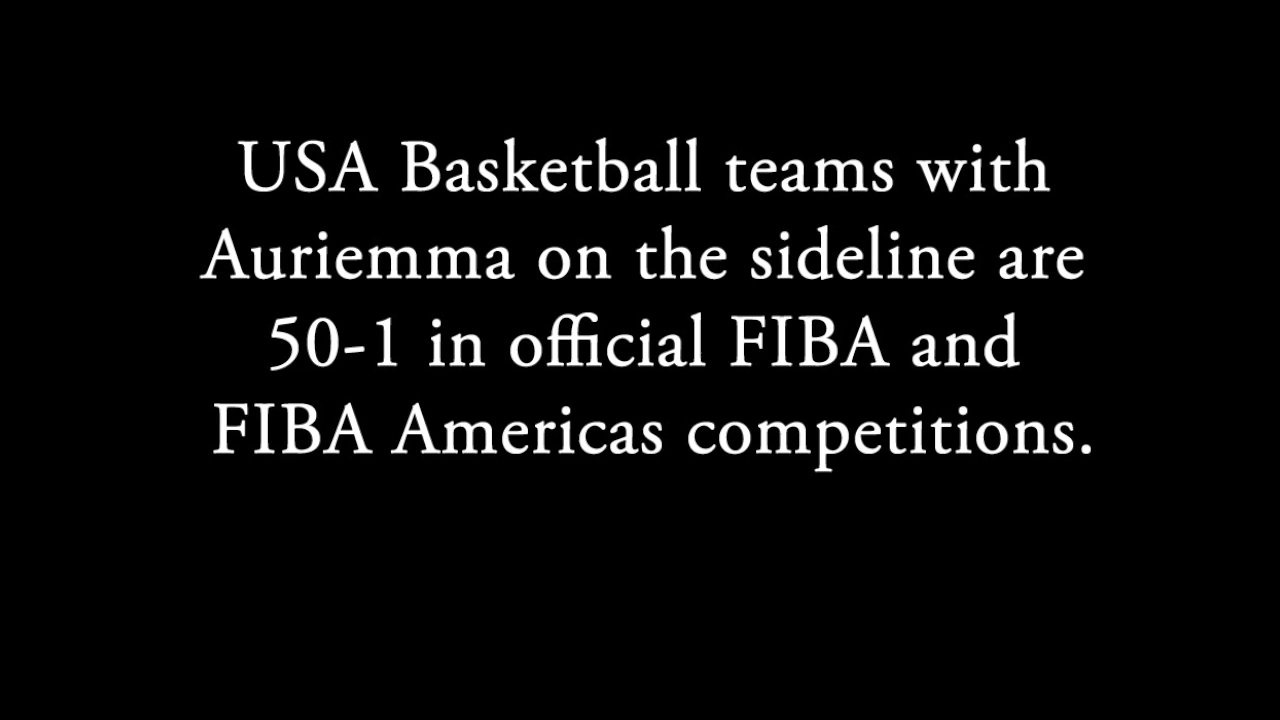 USA Basketball teams with
Auriemma on the sideline are
50-1 in official FIBA and
FIBA Americas competitions.